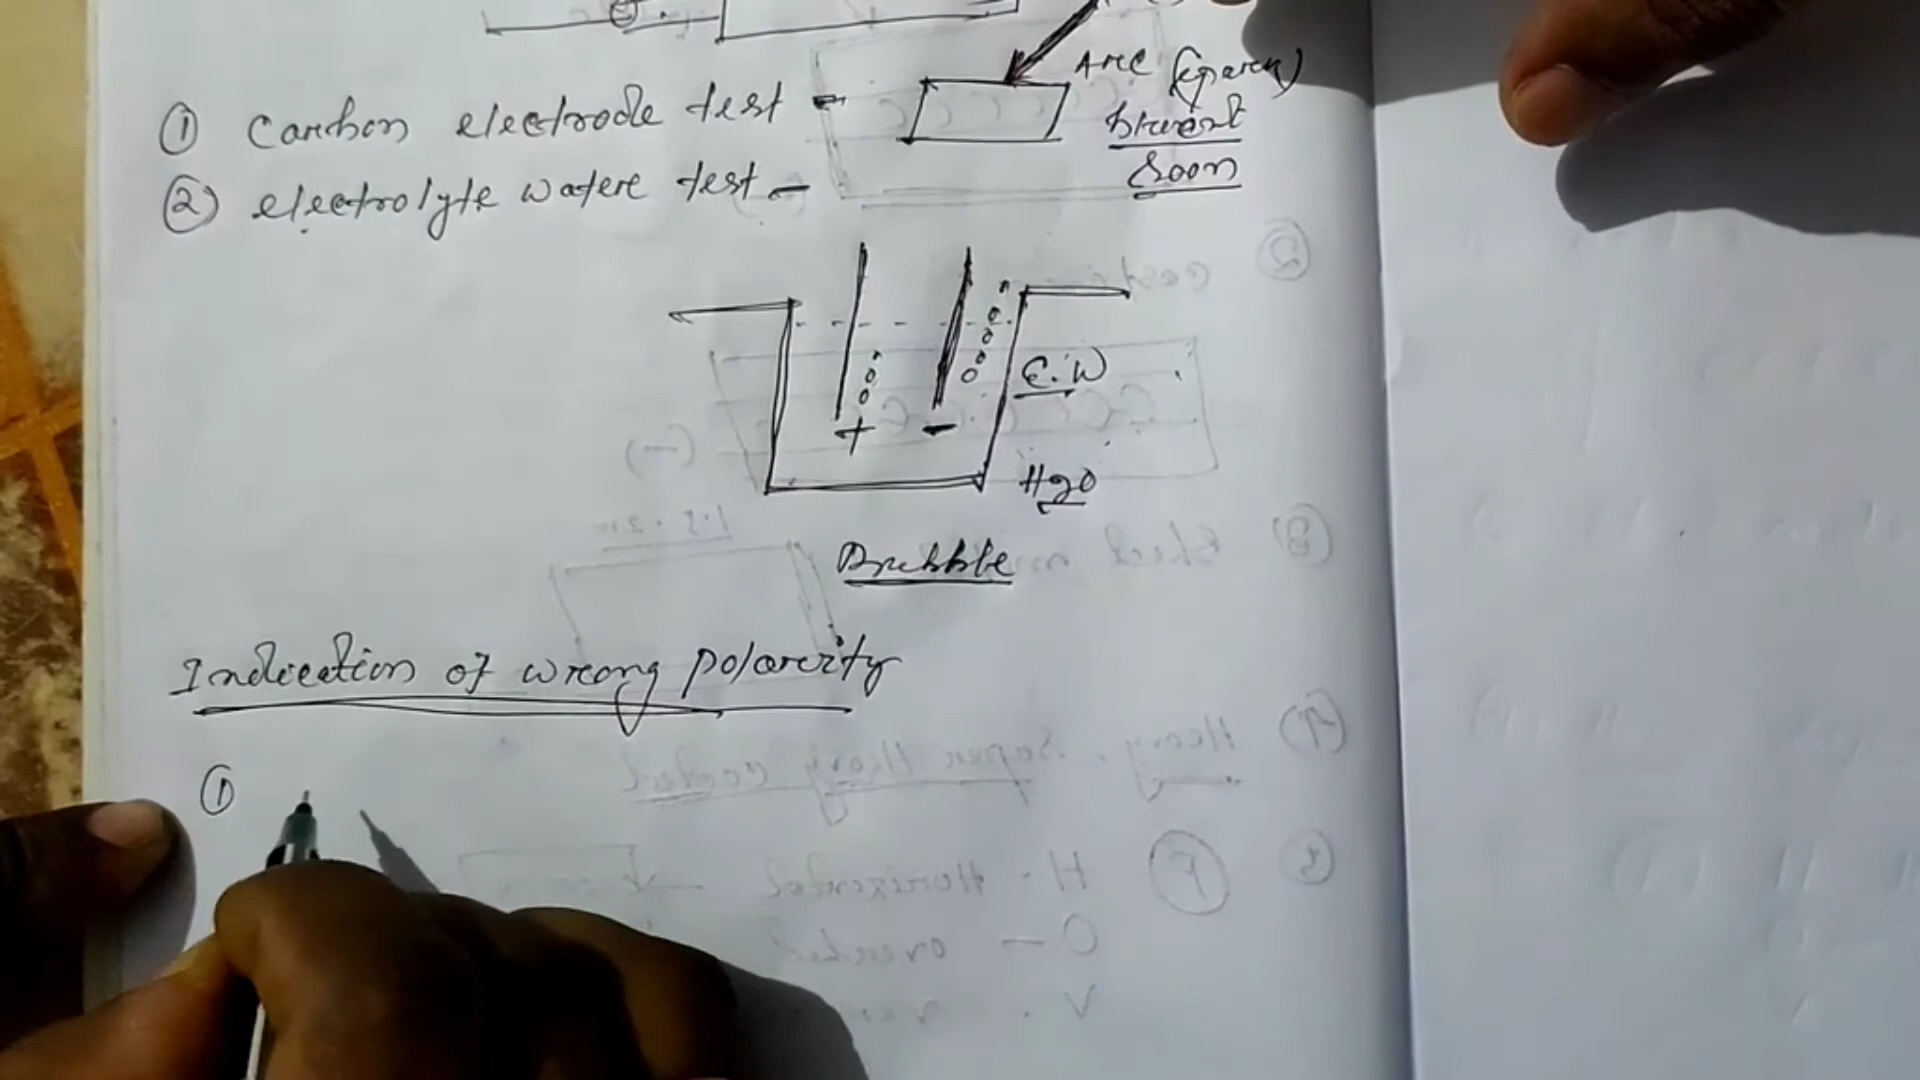 ① Carbon electrode test -
Arc (spark)
burnt
soon
② electrolyte water test -
E.W
+ -
H2O
Bubble
Indication of wrong polarity
①